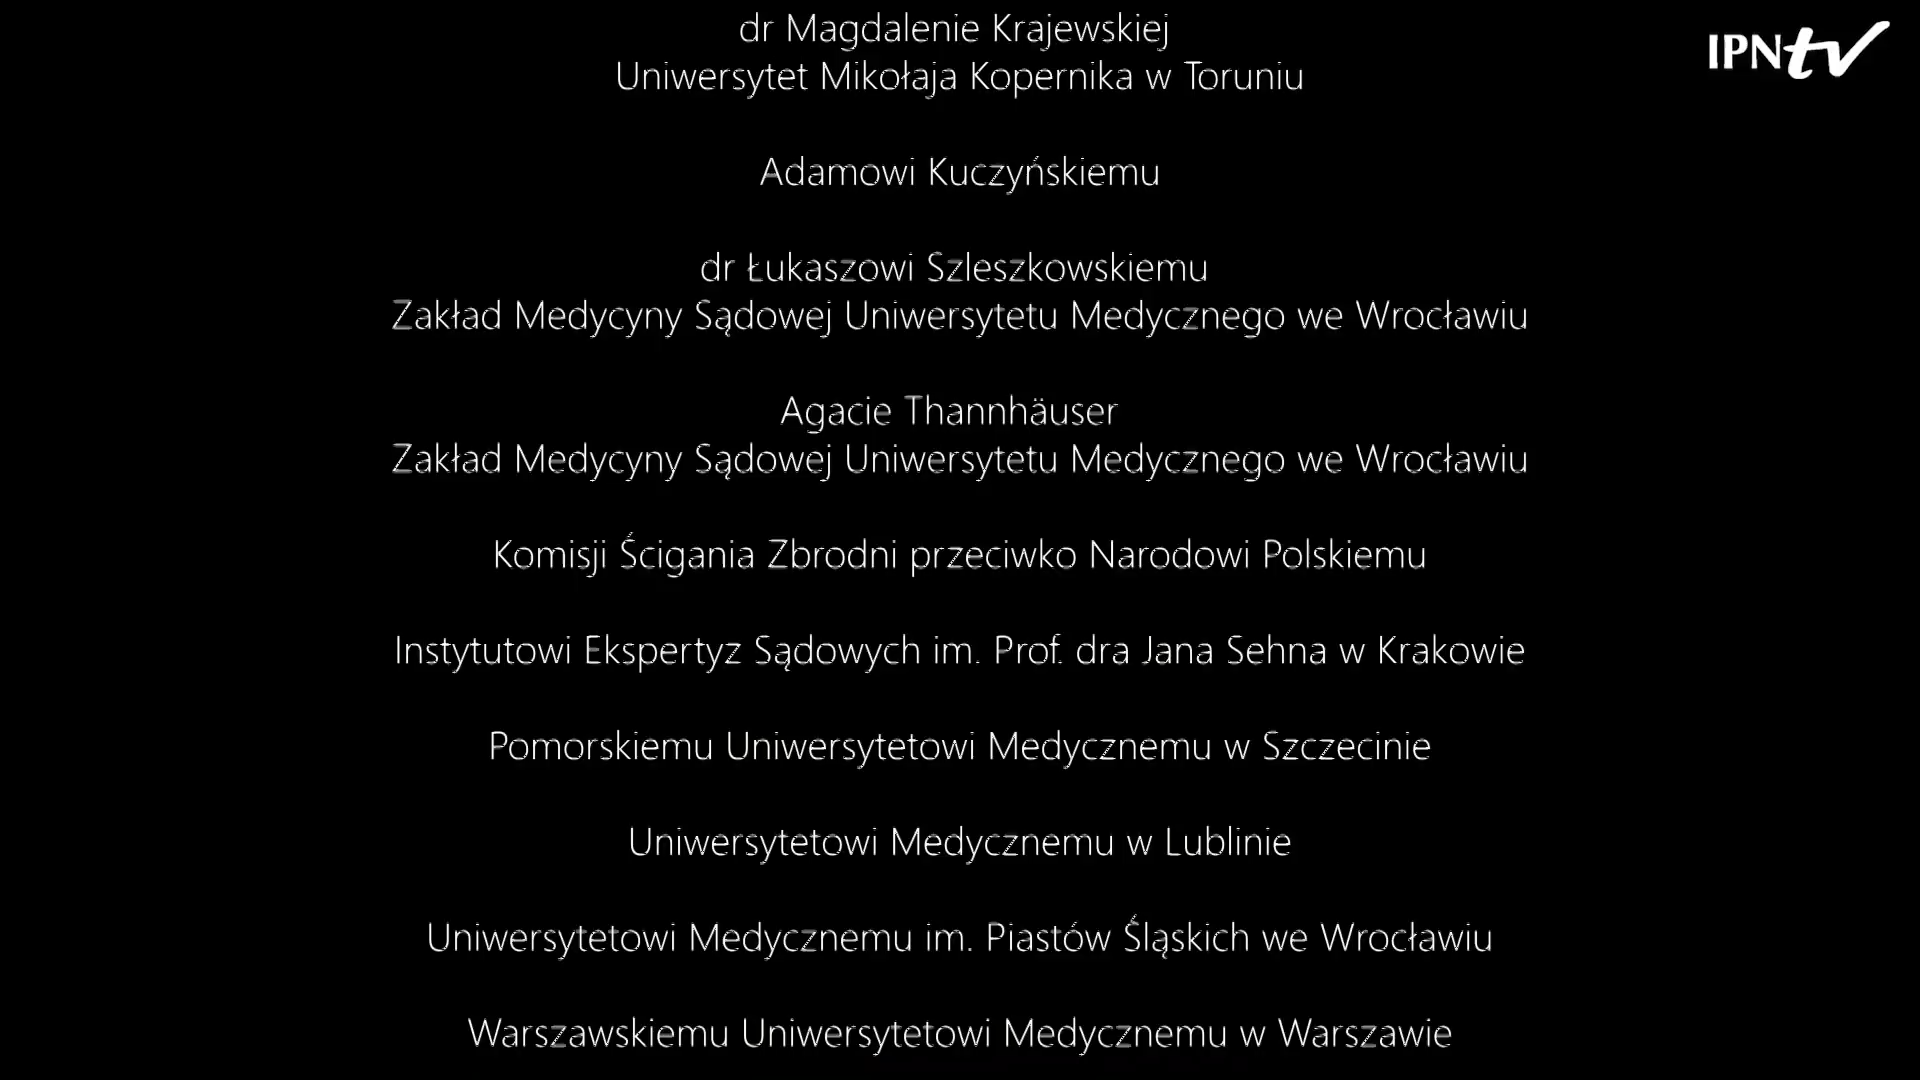 dr Magdalenie Krajewskiej
IPNtv
Uniwersytet Mikołaja Kopernika w Toruniu
Adamowi Kuczyńskiemu
dr Łukaszowi Szleszkowskiemu
Zakład Medycyny Sądowej Uniwersytetu Medycznego we Wrocławiu
Agacie Thannhäuser
Zakład Medycyny Sądowej Uniwersytetu Medycznego we Wrocławiu
Komisji Ścigania Zbrodni przeciwko Narodowi Polskiemu
Instytutowi Ekspertyz Sądowych im. Prof. dra Jana Sehna w Krakowie
Pomorskiemu Uniwersytetowi Medycznemu w Szczecinie
Uniwersytetowi Medycznemu w Lublinie
Uniwersytetowi Medycznemu im. Piastów Śląskich we Wrocławiu
Warszawskiemu Uniwersytetowi Medycznemu w Warszawie